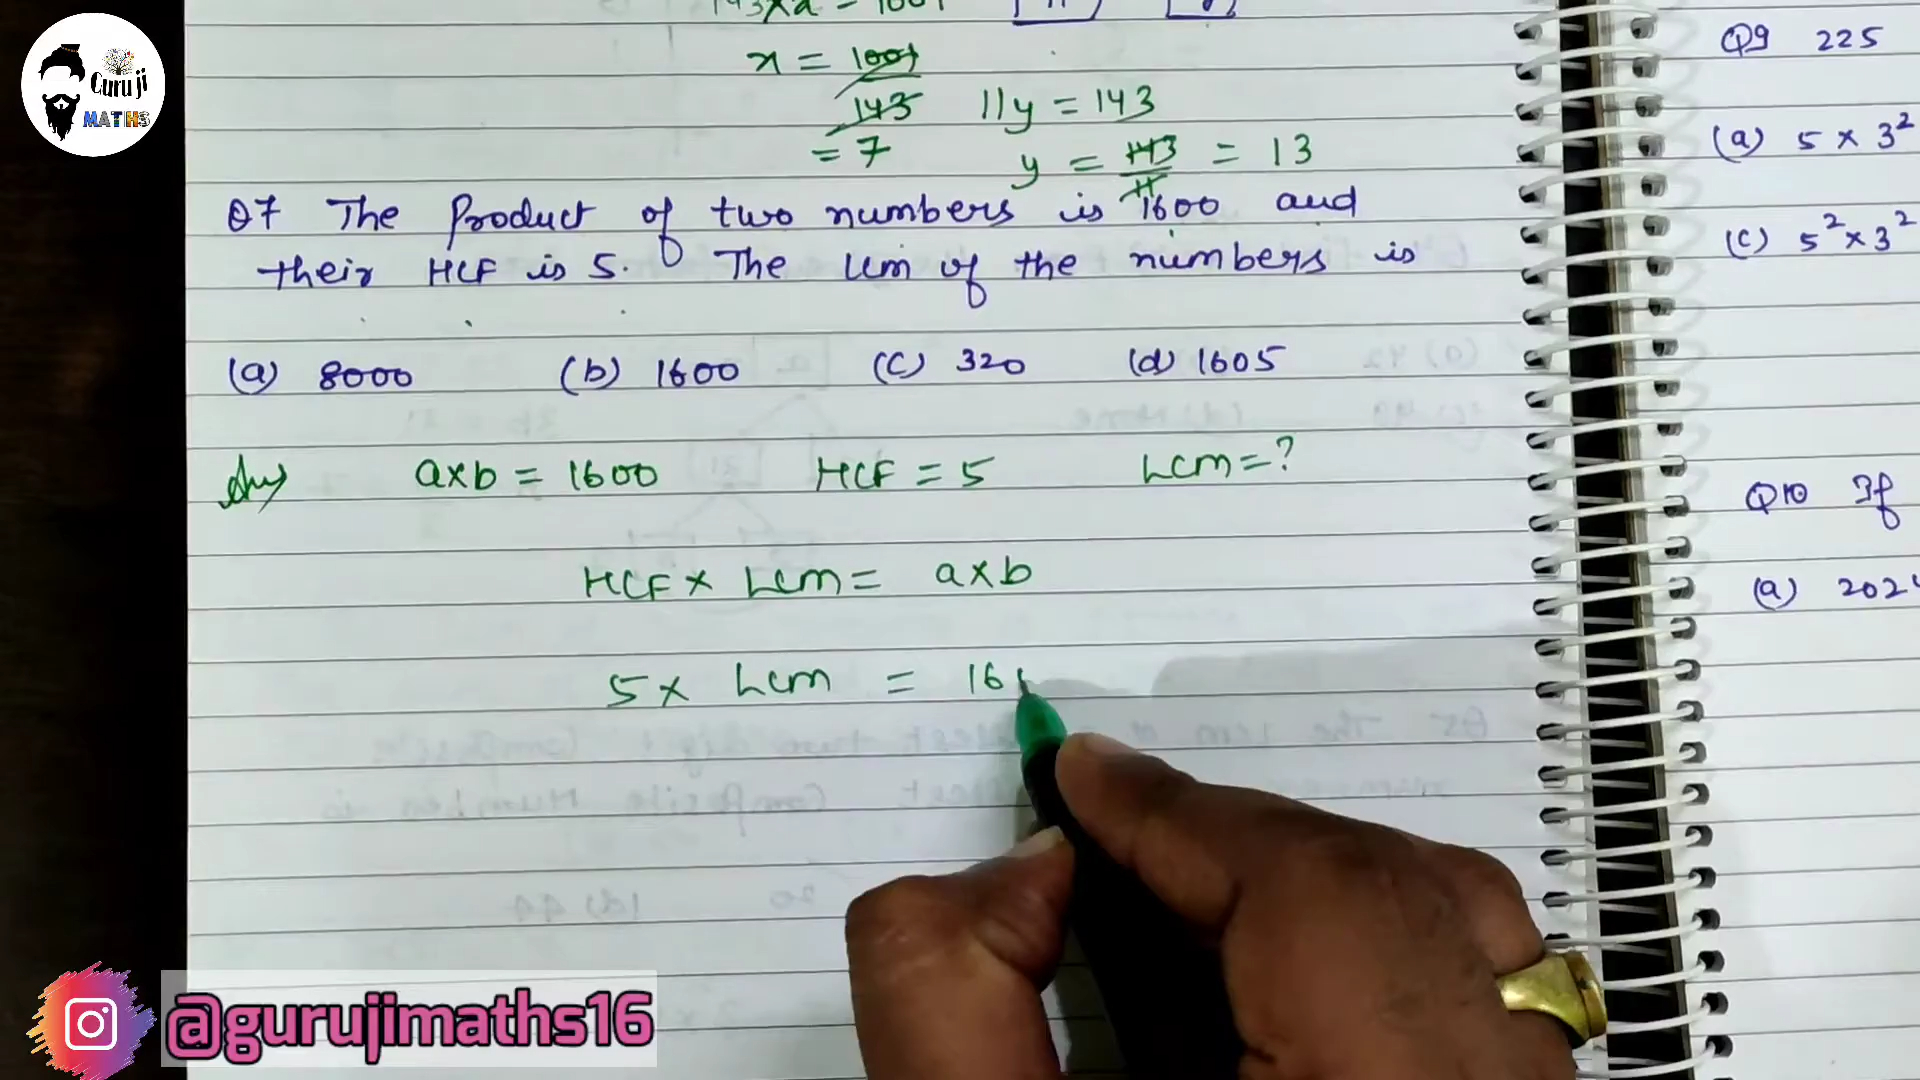 x = 1001
143 11y = 143
= 7 y = 143 = 13
11
Q7 The Product of two numbers is 1600 and
their HCF is 5. The LCM of the numbers is
(a) 8000 (b) 1600 (c) 320 (d) 1605
Ans a×b = 1600 HCF = 5 LCM = ?
HCF × LCM = a×b
5 × LCM = 16
Q9 225
(a) 5 × 3²
(c) 5² × 3²
Q10 If
(a) 202
Guru ji
MATHS
@gurujimaths16